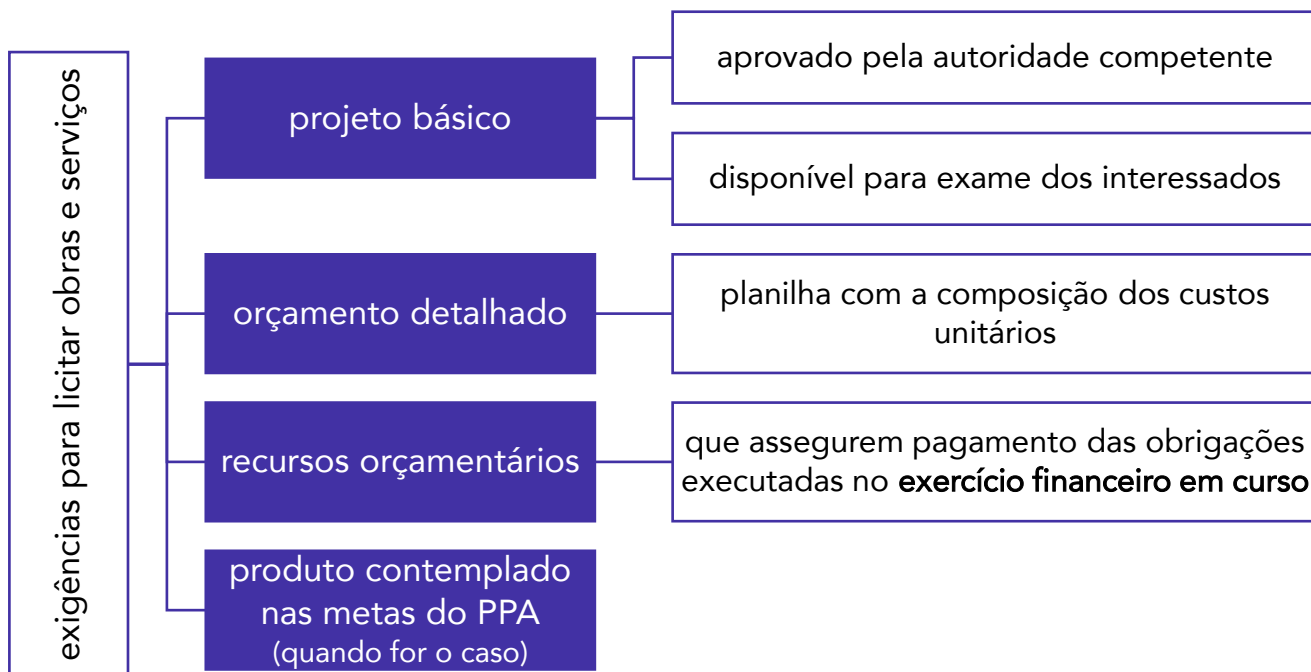 exigências para licitar obras e serviços
projeto básico
aprovado pela autoridade competente
disponível para exame dos interessados
orçamento detalhado
planilha com a composição dos custos
unitários
recursos orçamentários
que assegurem pagamento das obrigações
executadas no exercício financeiro em curso
produto contemplado
nas metas do PPA
(quando for o caso)